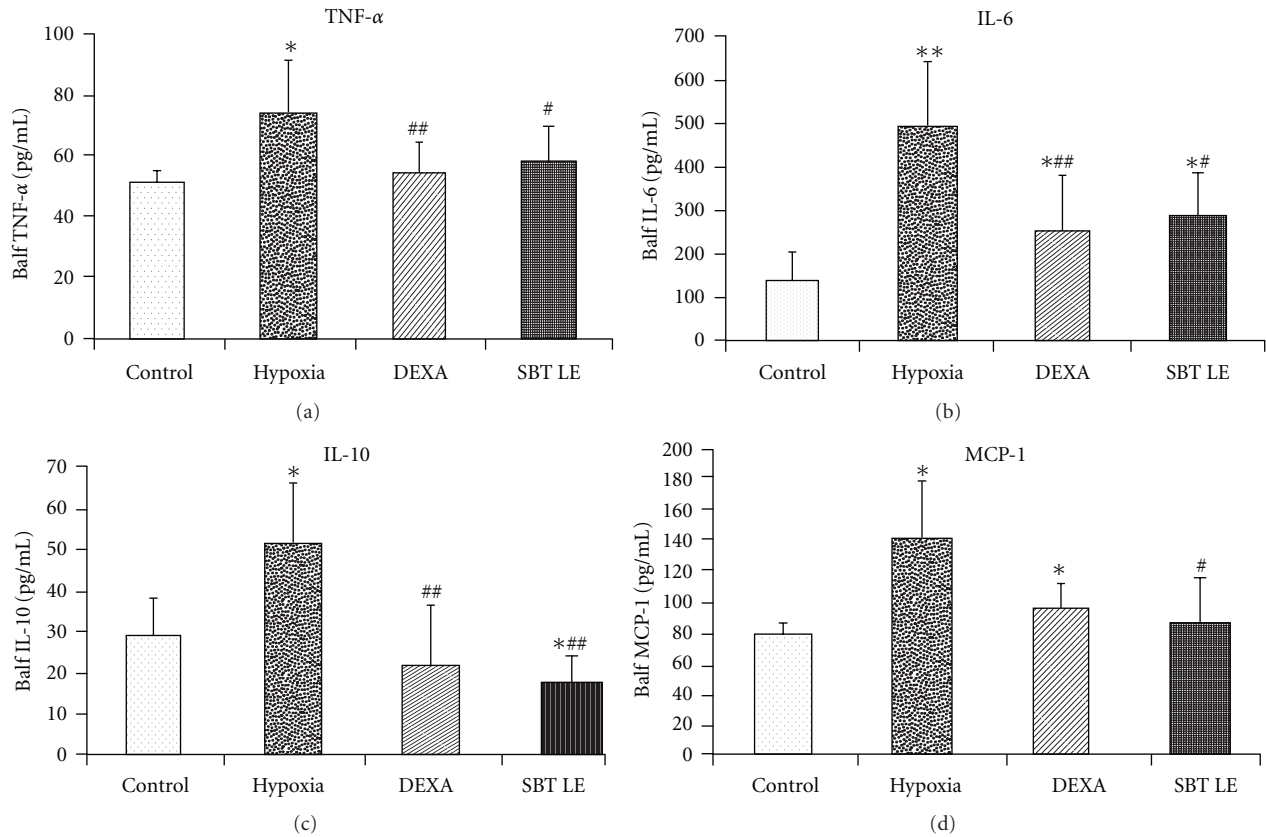 TNF-α
Balf TNF-α (pg/mL)
100
80
60
40
20
0
*
##
#
Control Hypoxia DEXA SBT LE
(a)
IL-6
Balf IL-6 (pg/mL)
700
600
500
400
300
200
100
0
**
*##
*#
Control Hypoxia DEXA SBT LE
(b)
IL-10
Balf IL-10 (pg/mL)
70
60
50
40
30
20
10
0
*
##
*##
Control Hypoxia DEXA SBT LE
(c)
MCP-1
Balf MCP-1 (pg/mL)
200
180
160
140
120
100
80
60
40
20
0
*
*
#
Control Hypoxia DEXA SBT LE
(d)